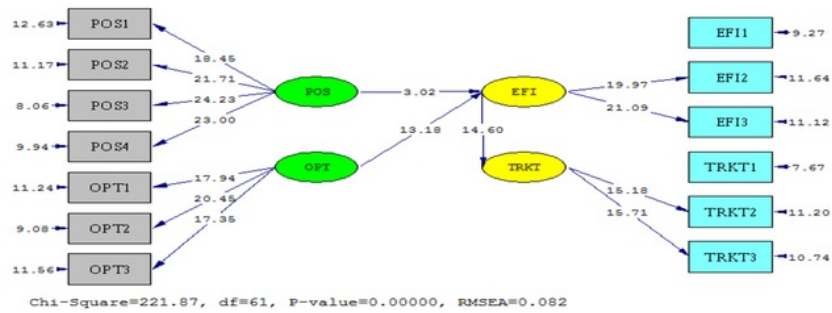 12.63 POS1
11.17 POS2
8.06 POS3
9.94 POS4
11.24 OPT1
9.08 OPT2
11.56 OPT3
18.45
21.71
24.23
23.00
17.94
20.45
17.35
POS
OPT
3.02
13.18
14.60
EFI
TRKT
19.97
21.09
15.18
15.71
EFI1 9.27
EFI2 11.64
EFI3 11.12
TRKT1 7.67
TRKT2 11.20
TRKT3 10.74
Chi-Square=221.87, df=61, P-value=0.00000, RMSEA=0.082